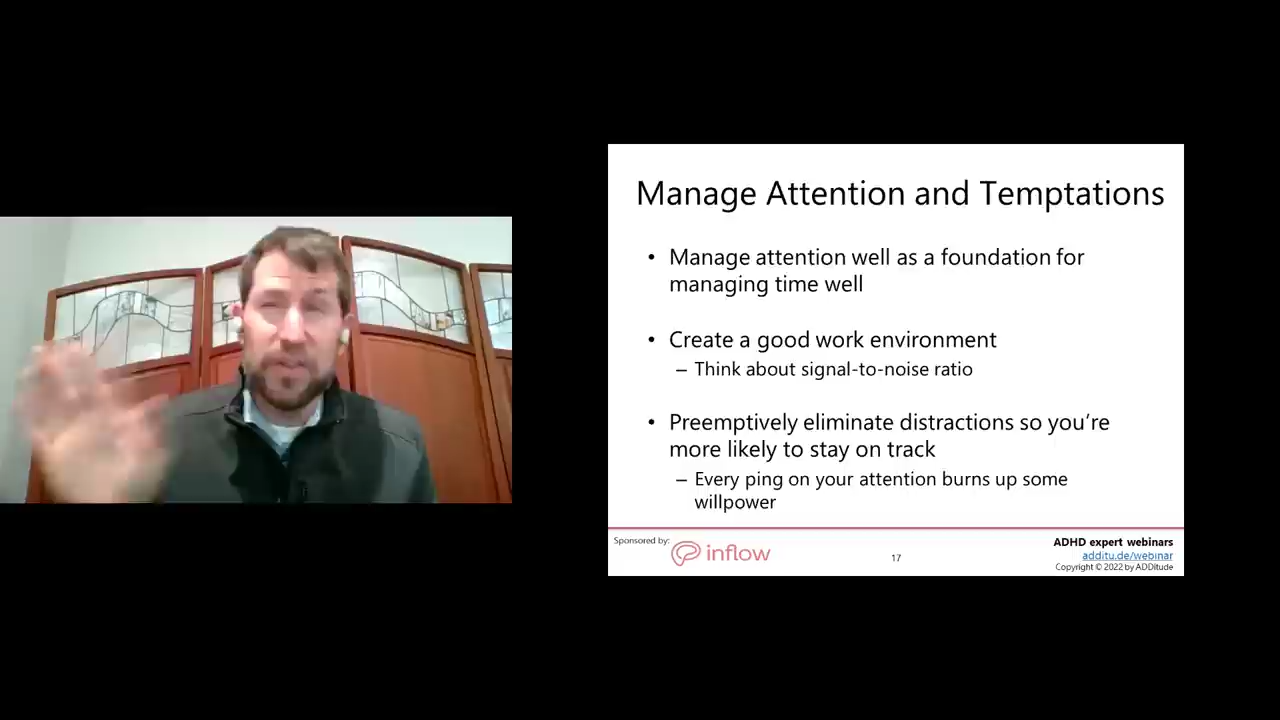 Manage Attention and Temptations
• Manage attention well as a foundation for
managing time well
• Create a good work environment
– Think about signal-to-noise ratio
• Preemptively eliminate distractions so you’re
more likely to stay on track
– Every ping on your attention burns up some
willpower
Sponsored by:
inflow
17
ADHD expert webinars
additu.de/webinar
Copyright © 2022 by ADDitude